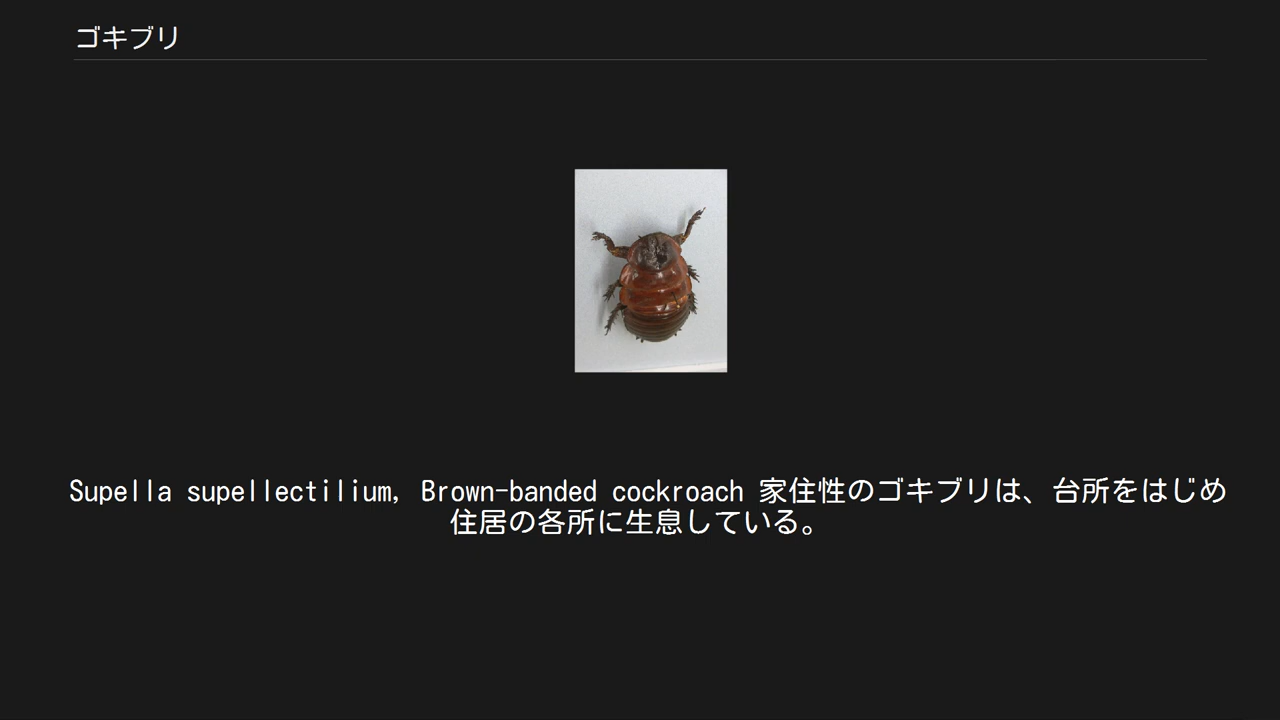 ゴキブリ
Supella supellectilium, Brown-banded cockroach 家住性のゴキブリは、台所をはじめ
住居の各所に生息している。